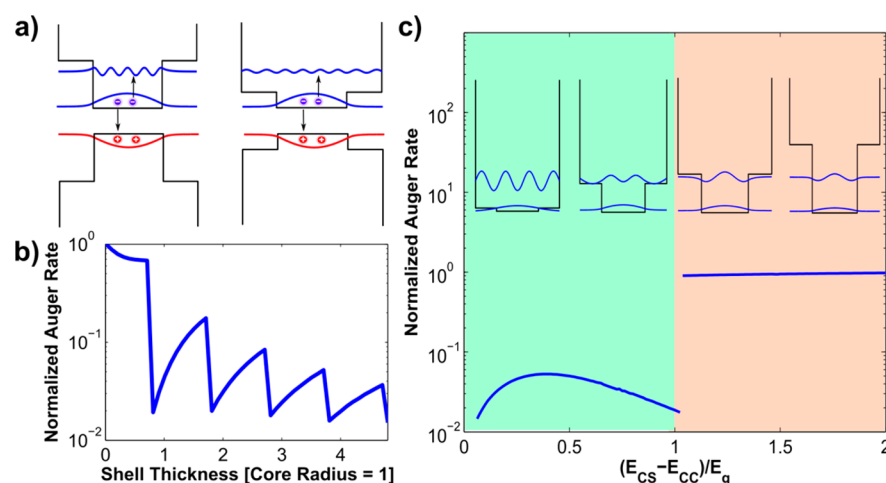 a)
b)
Normalized Auger Rate
10^0
10^-1
10^-2
0 1 2 3 4
Shell Thickness [Core Radius = 1]
c)
Normalized Auger Rate
10^2
10^1
10^0
10^-1
10^-2
0 0.5 1 1.5 2
(E_CS−E_CC)/E_g